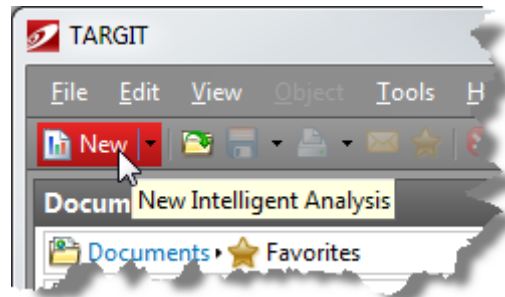 TARGIT
File Edit View Object Tools H
New
Docum New Intelligent Analysis
Documents Favorites